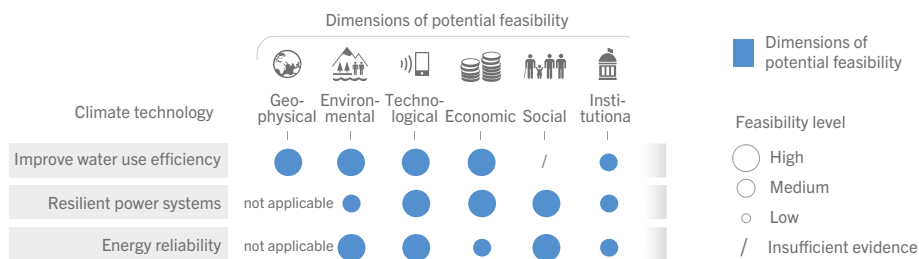 Dimensions of potential feasibility
Climate technology
Geo-
physical
Environ-
mental
Techno-
logical
Economic
Social
Insti-
tutiona
Improve water use efficiency
/
Resilient power systems
not applicable
Energy reliability
not applicable
Dimensions of
potential feasibility
Feasibility level
High
Medium
Low
/ Insufficient evidence